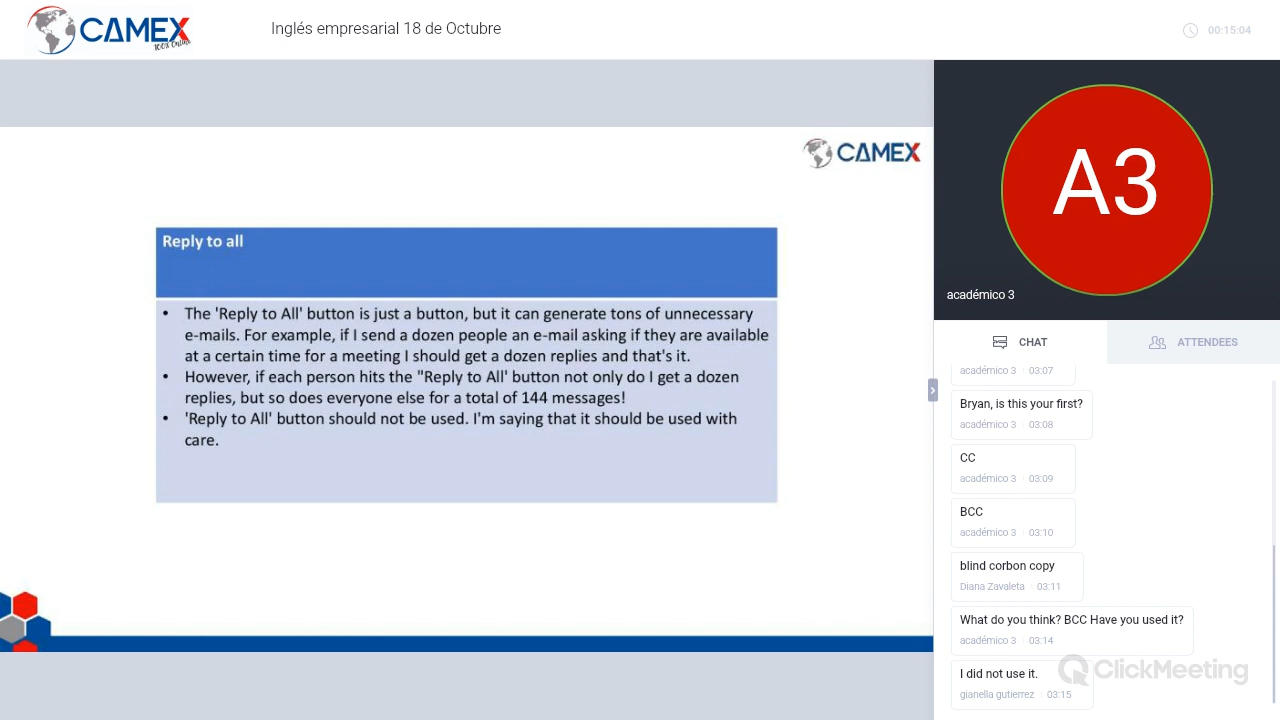 CAMEX
100% Online
Inglés empresarial 18 de Octubre
00:15:04
CAMEX
Reply to all
• The 'Reply to All' button is just a button, but it can generate tons of unnecessary
e-mails. For example, if I send a dozen people an e-mail asking if they are available
at a certain time for a meeting I should get a dozen replies and that's it.
• However, if each person hits the "Reply to All' button not only do I get a dozen
replies, but so does everyone else for a total of 144 messages!
• 'Reply to All' button should not be used. I'm saying that it should be used with
care.
A3
académico 3
CHAT
ATTENDEES
académico 3 03:07
Bryan, is this your first?
académico 3 03:08
CC
académico 3 03:09
BCC
académico 3 03:10
blind corbon copy
Diana Zavaleta 03:11
What do you think? BCC Have you used it?
académico 3 03:14
I did not use it.
gianella gutierrez 03:15
ClickMeeting